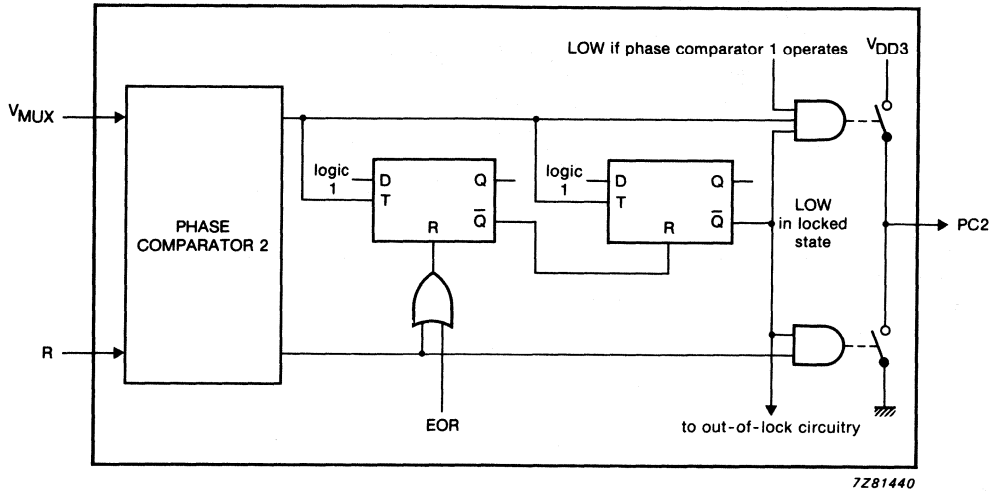 LOW if phase comparator 1 operates
VDD3
VMUX
PHASE
COMPARATOR 2
logic
1
D
Q
T
Q̅
R
logic
1
D
Q
T
Q̅
R
LOW
in locked
state
PC2
R
EOR
to out-of-lock circuitry
7Z81440